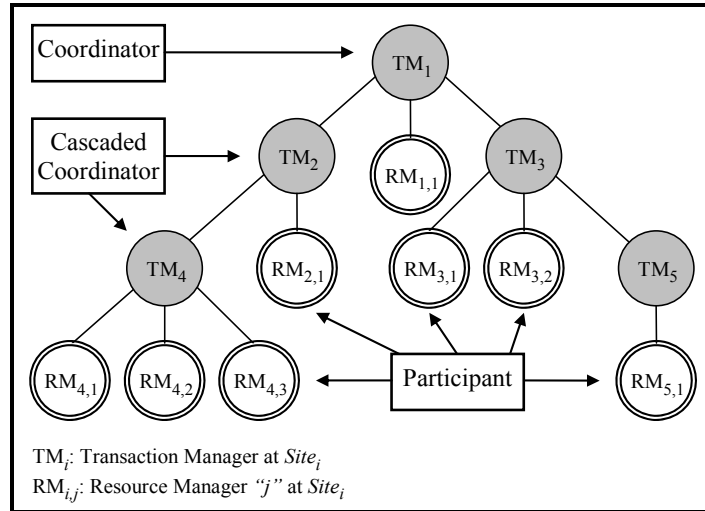 Coordinator
TM1
Cascaded
Coordinator
TM2
RM1,1
TM3
TM4
RM2,1
RM3,1
RM3,2
TM5
RM4,1
RM4,2
RM4,3
Participant
RM5,1
TMi: Transaction Manager at Sitei
RMi,j: Resource Manager “j” at Sitei